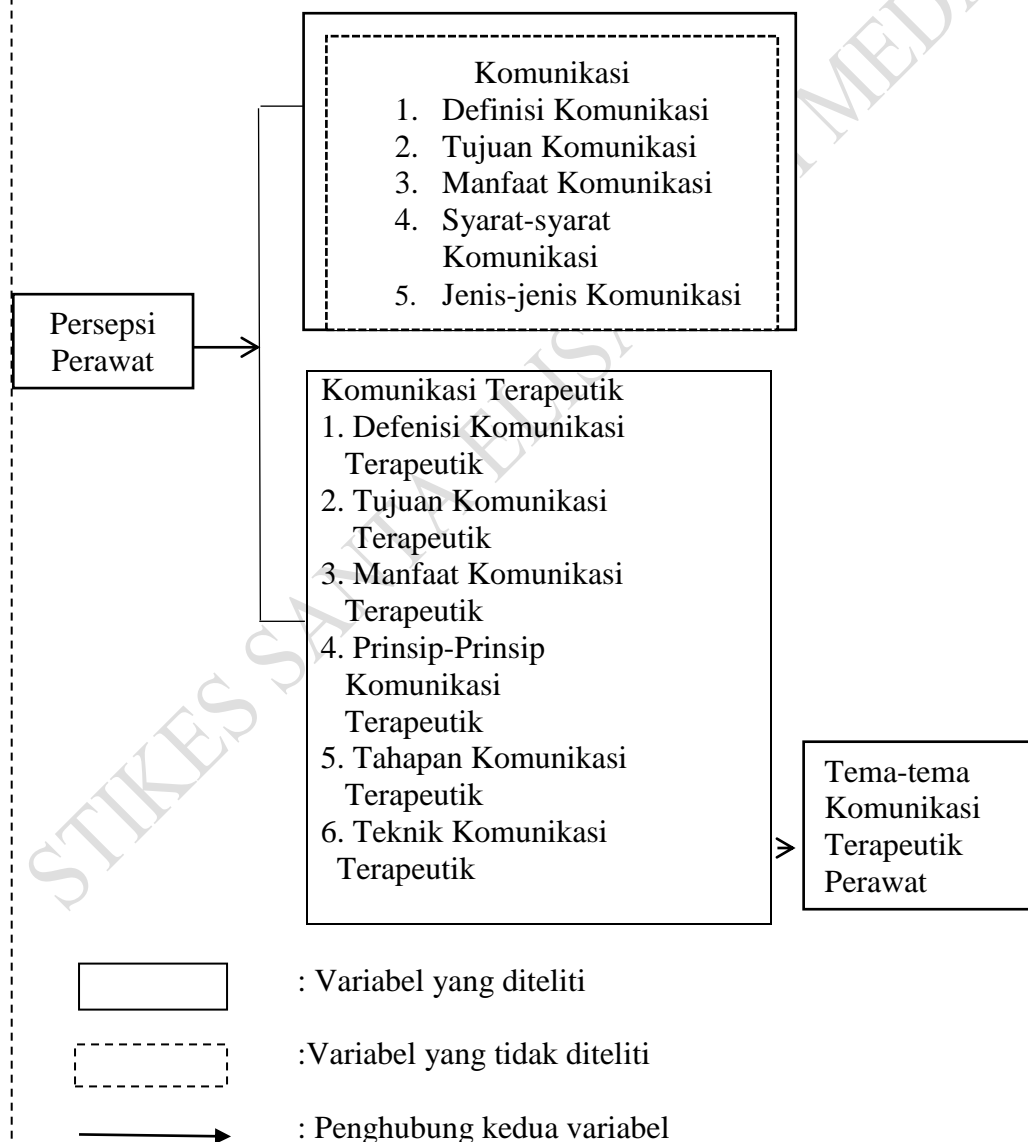 Komunikasi
1. Definisi Komunikasi
2. Tujuan Komunikasi
3. Manfaat Komunikasi
4. Syarat-syarat
Komunikasi
5. Jenis-jenis Komunikasi
Persepsi
Perawat
Komunikasi Terapeutik
1. Defenisi Komunikasi
Terapeutik
2. Tujuan Komunikasi
Terapeutik
3. Manfaat Komunikasi
Terapeutik
4. Prinsip-Prinsip
Komunikasi
Terapeutik
5. Tahapan Komunikasi
Terapeutik
6. Teknik Komunikasi
Terapeutik
Tema-tema
Komunikasi
Terapeutik
Perawat
: Variabel yang diteliti
:Variabel yang tidak diteliti
: Penghubung kedua variabel
STIKES SANTA